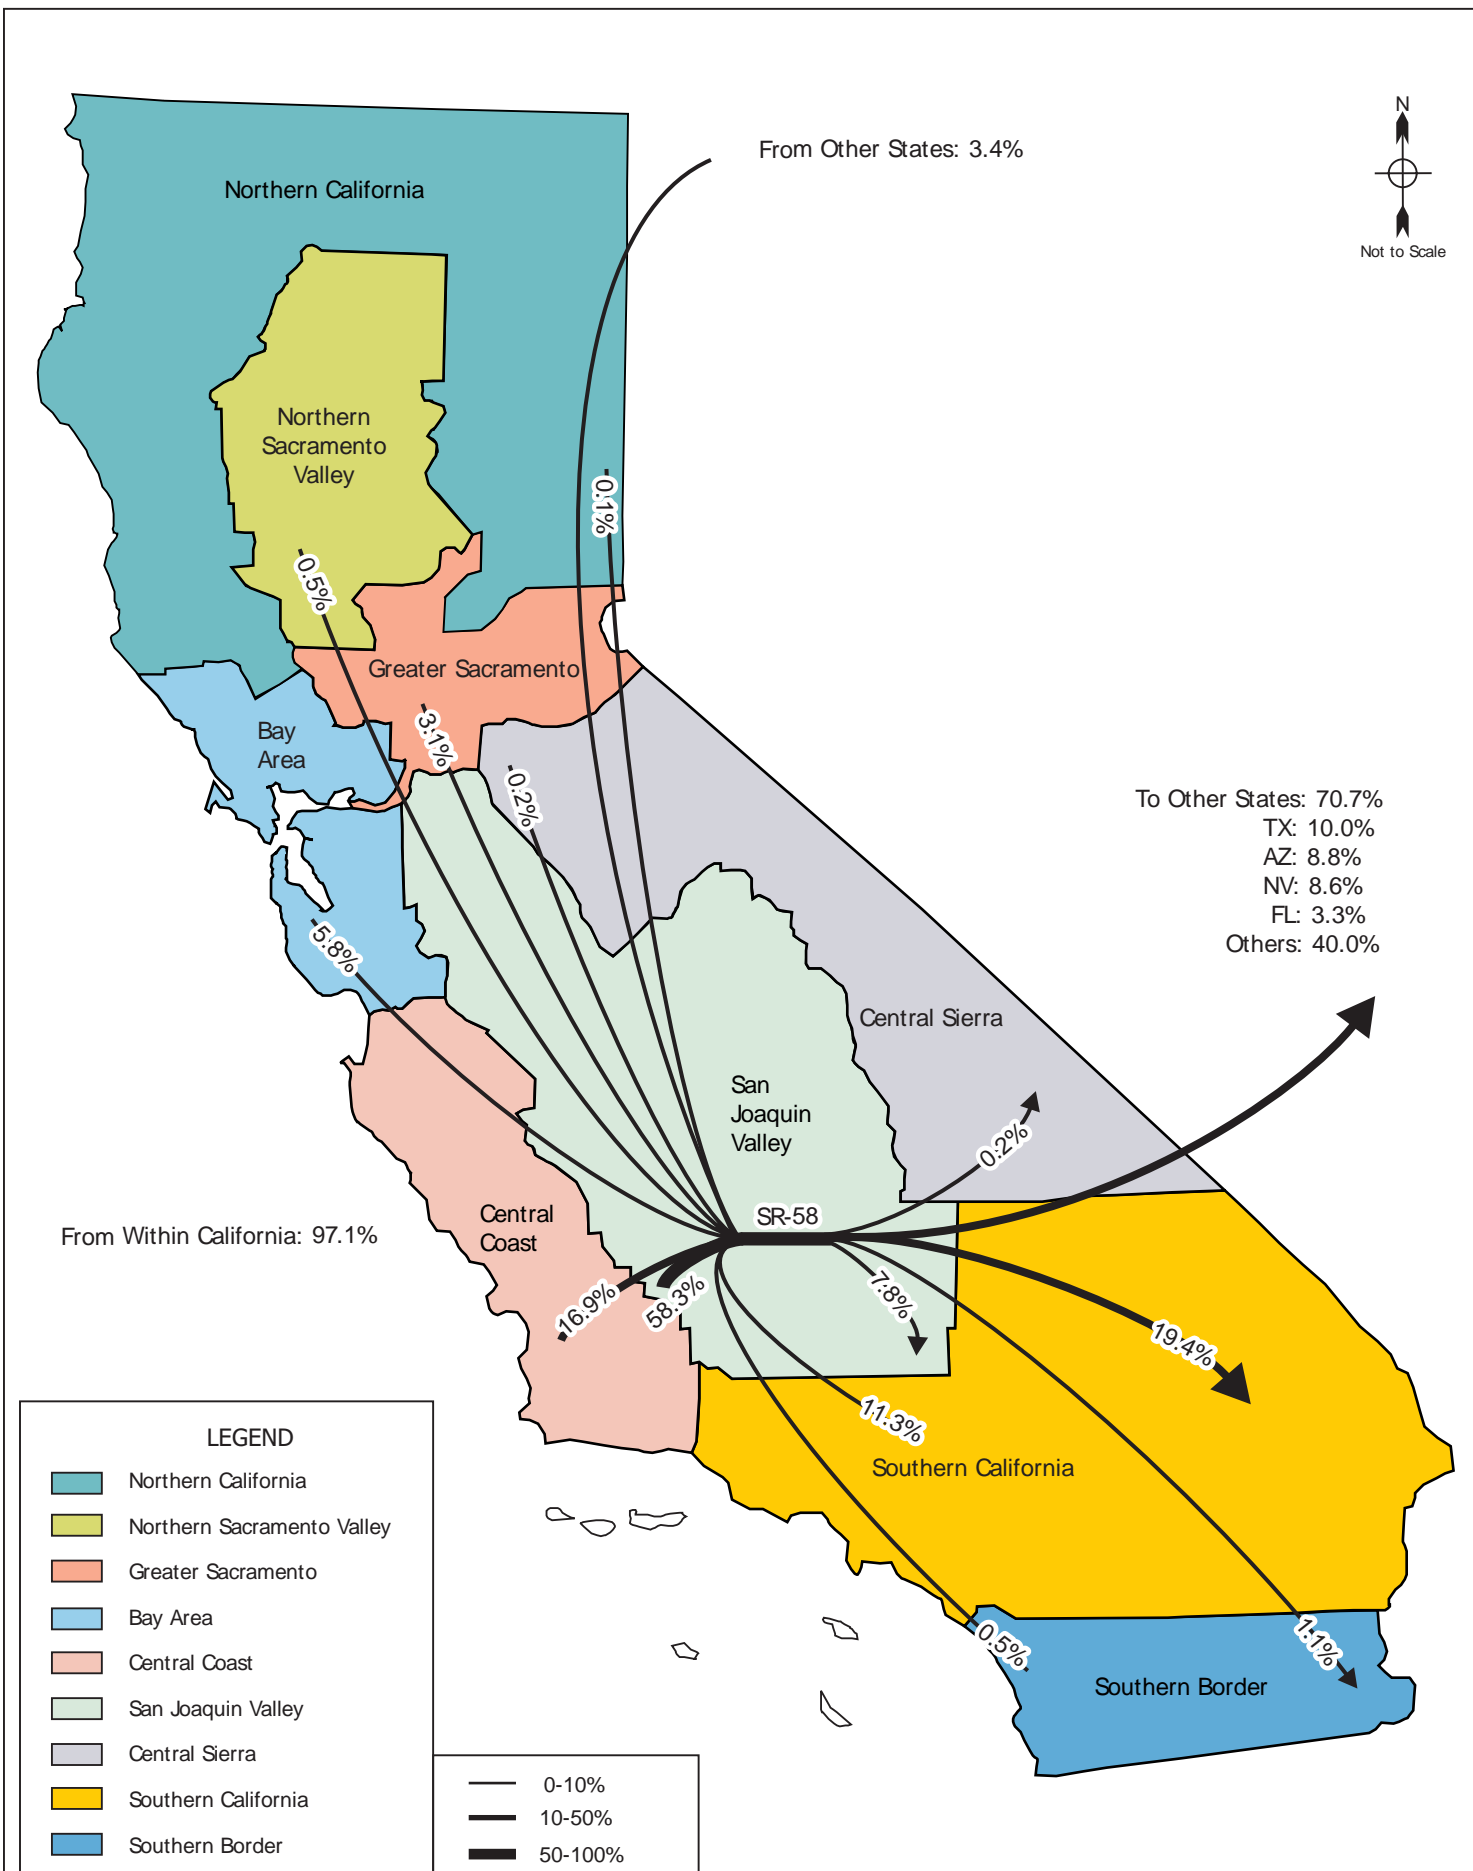 N
Not to Scale
From Other States: 3.4%
Northern California
Northern
Sacramento
Valley
0.1%
0.5%
Greater Sacramento
3.1%
Bay
Area
0.2%
To Other States: 70.7%
TX: 10.0%
AZ: 8.8%
NV: 8.6%
FL: 3.3%
Others: 40.0%
5.8%
Central Sierra
San
Joaquin
Valley
0.2%
SR-58
Central
Coast
From Within California: 97.1%
16.9%
58.3%
7.8%
19.4%
11.3%
Southern California
0.5%
1.1%
Southern Border
LEGEND
Northern California
Northern Sacramento Valley
Greater Sacramento
Bay Area
Central Coast
San Joaquin Valley
Central Sierra
Southern California
Southern Border
0-10%
10-50%
50-100%